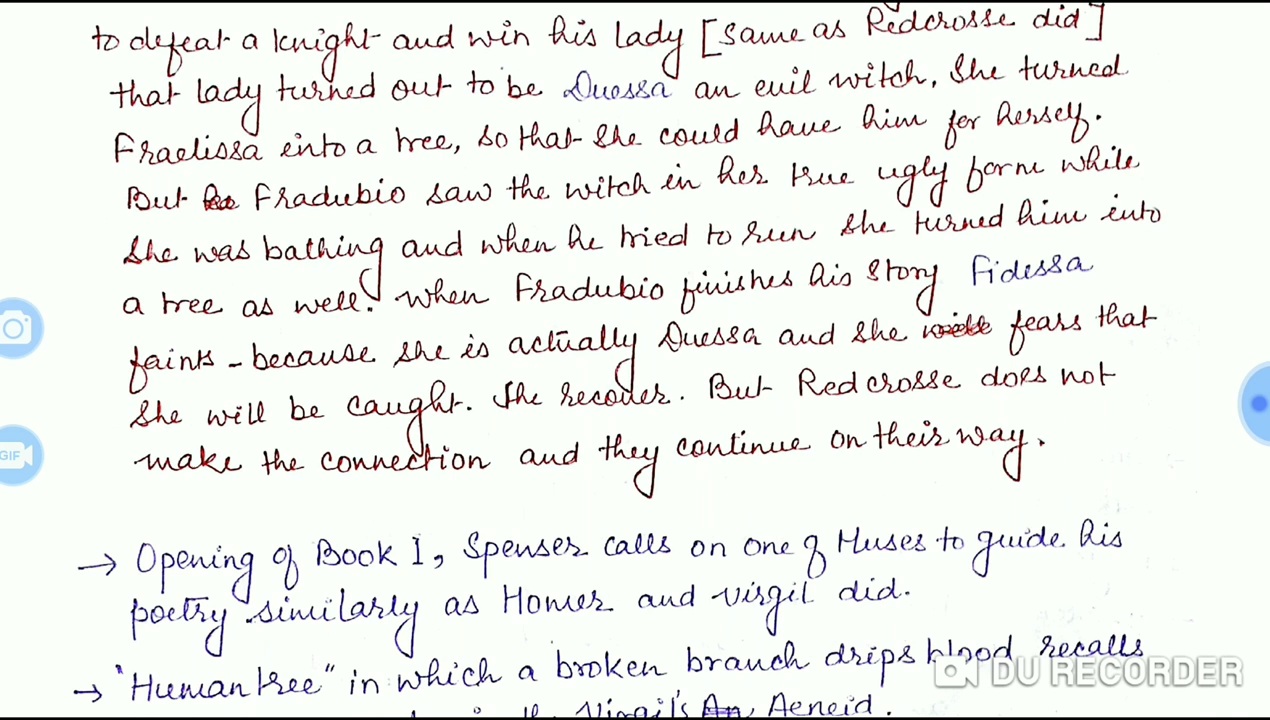 to defeat a knight and win his lady [same as Redcrosse did]
that lady turned out to be Duessa an evil witch. She turned
Fraelissa into a tree, so that she could have him for herself.
But he Fradubio saw the witch in her true ugly form while
she was bathing and when he tried to run she turned him into
a tree as well. When Fradubio finishes his story Fidessa
faints - because she is actually Duessa and she will fears that
she will be caught. She recover. But Redcrosse does not
make the connection and they continue on their way.
→ Opening of Book I, Spenser calls on one of Muses to guide his
poetry similarly as Homer and Virgil did.
→ "Human tree" in which a broken branch drips blood recalls
Virgil's An, Aeneid.
DU RECORDER
GIF